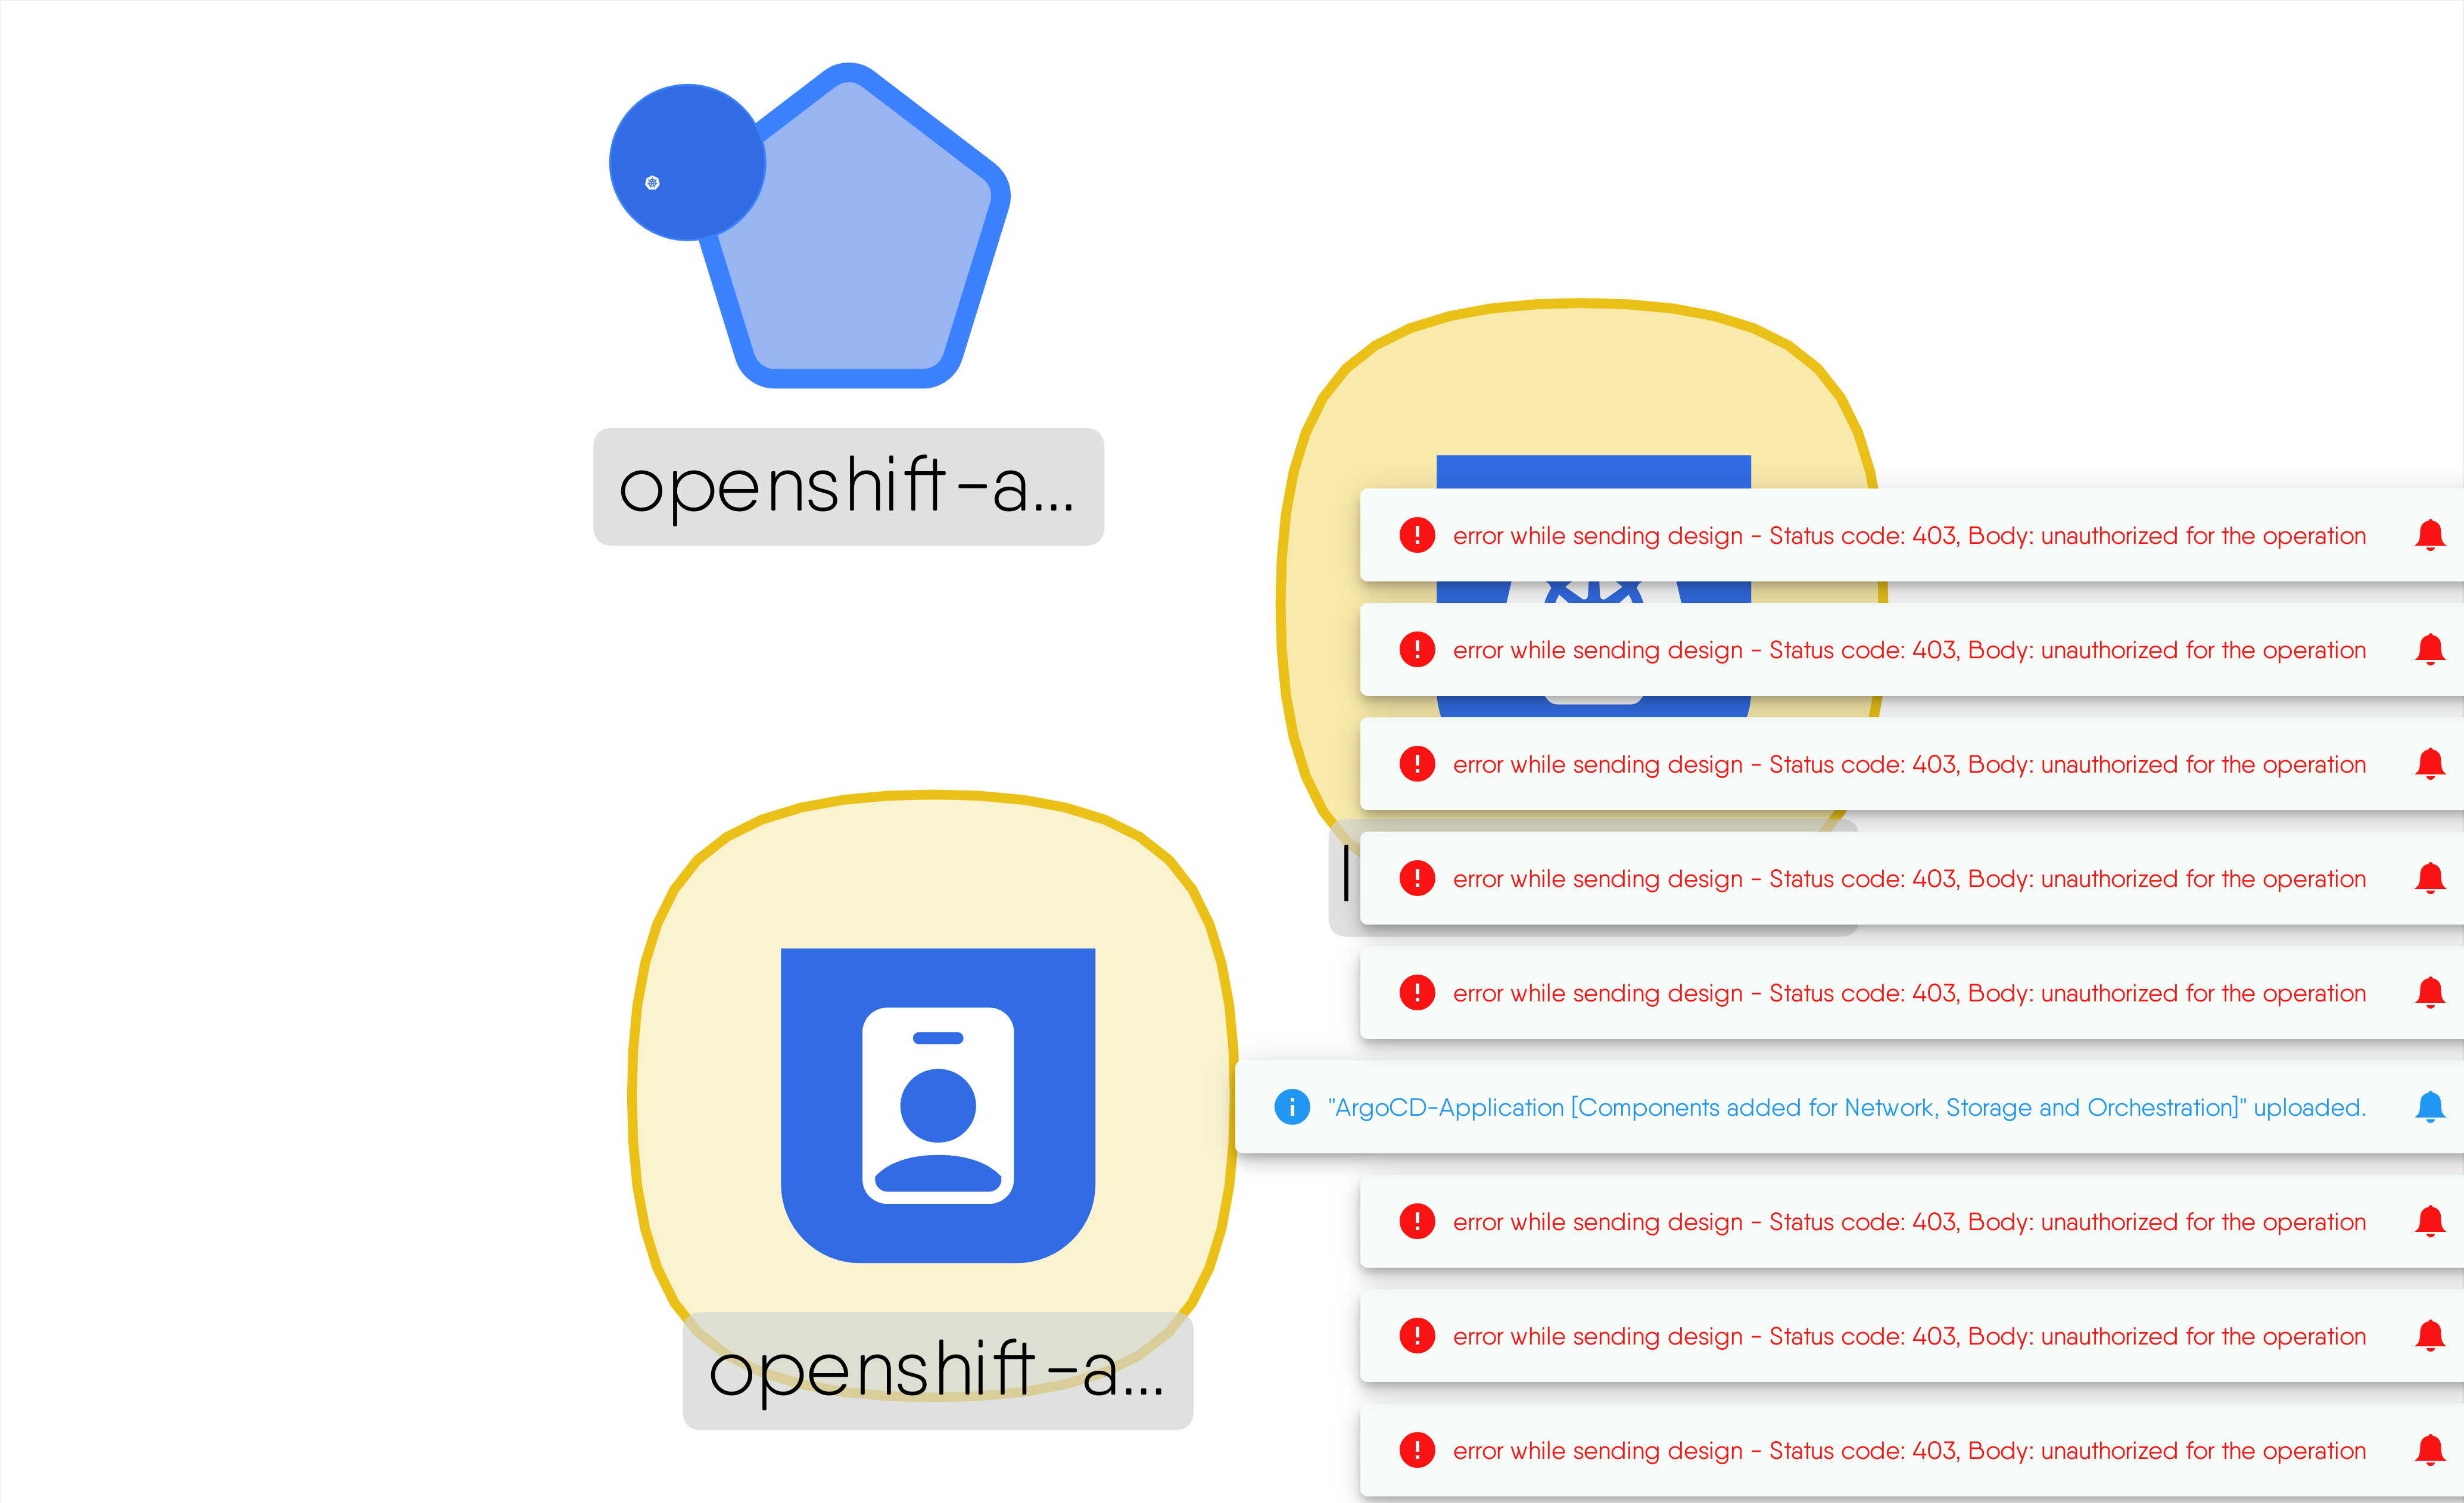 openshift-a...
error while sending design - Status code: 403, Body: unauthorized for the operation
error while sending design - Status code: 403, Body: unauthorized for the operation
error while sending design - Status code: 403, Body: unauthorized for the operation
error while sending design - Status code: 403, Body: unauthorized for the operation
error while sending design - Status code: 403, Body: unauthorized for the operation
"ArgoCD-Application [Components added for Network, Storage and Orchestration]" uploaded.
error while sending design - Status code: 403, Body: unauthorized for the operation
error while sending design - Status code: 403, Body: unauthorized for the operation
openshift-a...
error while sending design - Status code: 403, Body: unauthorized for the operation